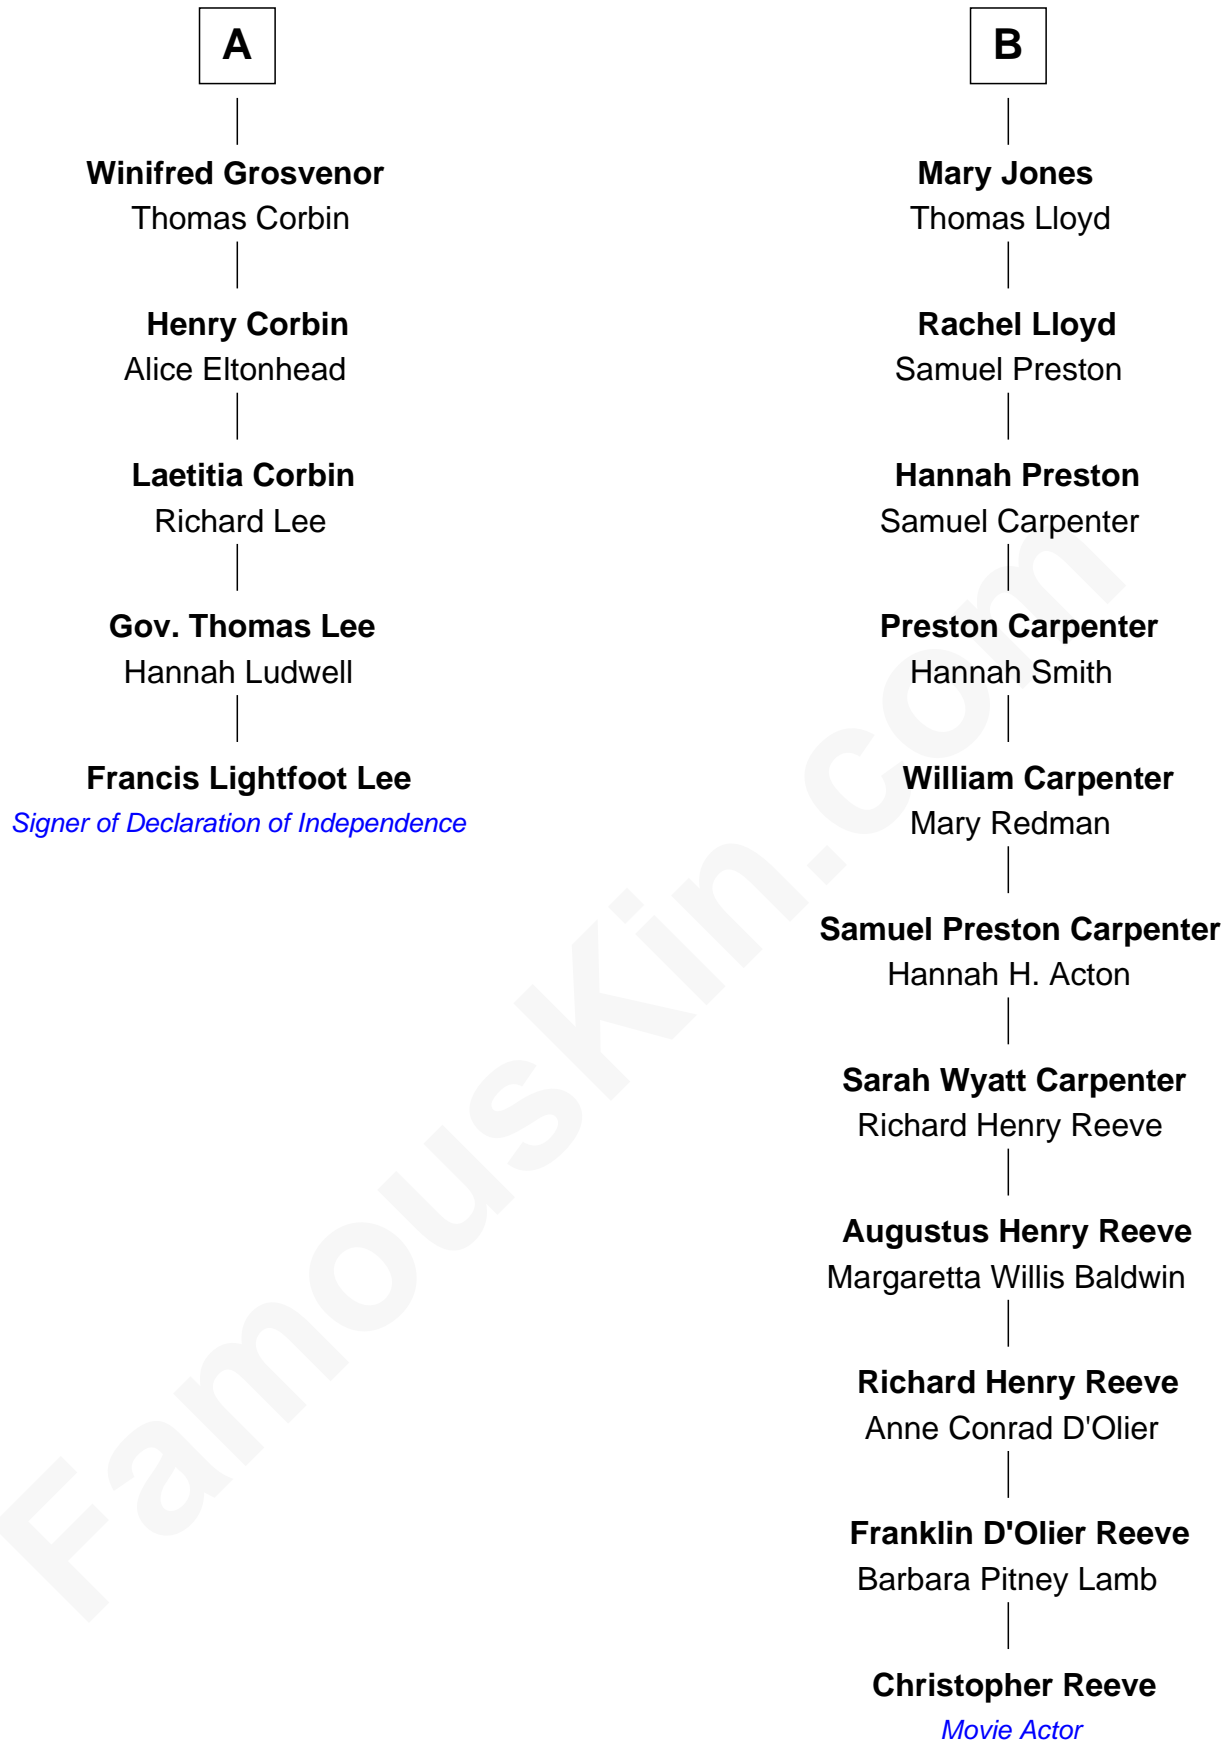 A
Winifred Grosvenor
Thomas Corbin
Henry Corbin
Alice Eltonhead
Laetitia Corbin
Richard Lee
Gov. Thomas Lee
Hannah Ludwell
Francis Lightfoot Lee
Signer of Declaration of Independence
B
Mary Jones
Thomas Lloyd
Rachel Lloyd
Samuel Preston
Hannah Preston
Samuel Carpenter
Preston Carpenter
Hannah Smith
William Carpenter
Mary Redman
Samuel Preston Carpenter
Hannah H. Acton
Sarah Wyatt Carpenter
Richard Henry Reeve
Augustus Henry Reeve
Margaretta Willis Baldwin
Richard Henry Reeve
Anne Conrad D'Olier
Franklin D'Olier Reeve
Barbara Pitney Lamb
Christopher Reeve
Movie Actor
FamousKin.com